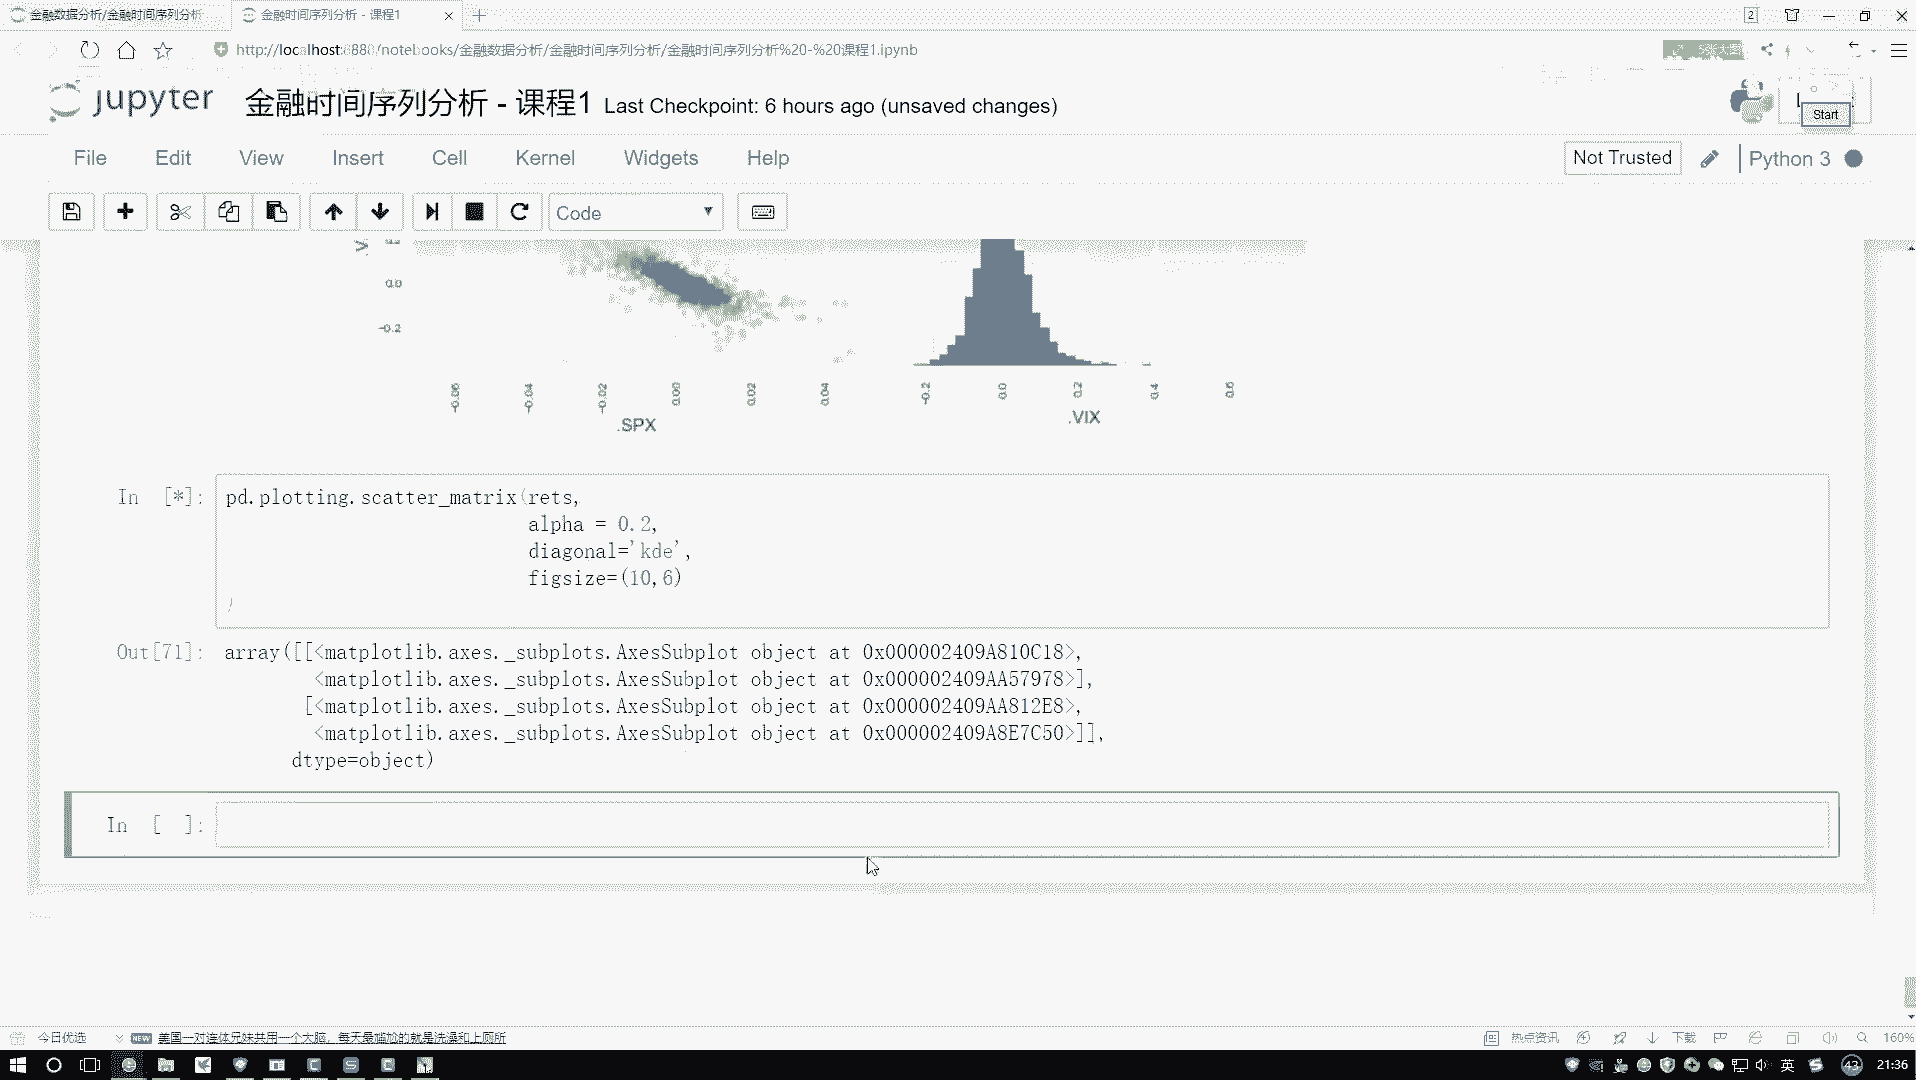 金融数据分析/金融时间序列分析
金融时间序列分析 - 课程1
2
http://localhost:8880/notebooks/金融数据分析/金融时间序列分析/金融时间序列分析%20-%20课程1.ipynb
5张大图
jupyter 金融时间序列分析 - 课程1 Last Checkpoint: 6 hours ago (unsaved changes)
Start
File Edit View Insert Cell Kernel Widgets Help
Not Trusted
Python 3
Code
0.0
-0.2
-0.06 -0.04 -0.02 0.00 0.02 0.04
-0.2 0.0 0.2 0.4 0.6
.SPX
.VIX
In [*]: pd.plotting.scatter_matrix(rets,
alpha = 0.2,
diagonal='kde',
figsize=(10,6)
)
Out[71]: array([[<matplotlib.axes._subplots.AxesSubplot object at 0x000002409A810C18>,
<matplotlib.axes._subplots.AxesSubplot object at 0x000002409AA57978>],
[<matplotlib.axes._subplots.AxesSubplot object at 0x000002409AA812E8>,
<matplotlib.axes._subplots.AxesSubplot object at 0x000002409A8E7C50>]],
dtype=object)
In [ ]:
今日优选
NEW
美国一对连体兄妹共用一个大脑，每天最尴尬的就是洗澡和上厕所
热点资讯
下载
160%
英
43
21:36